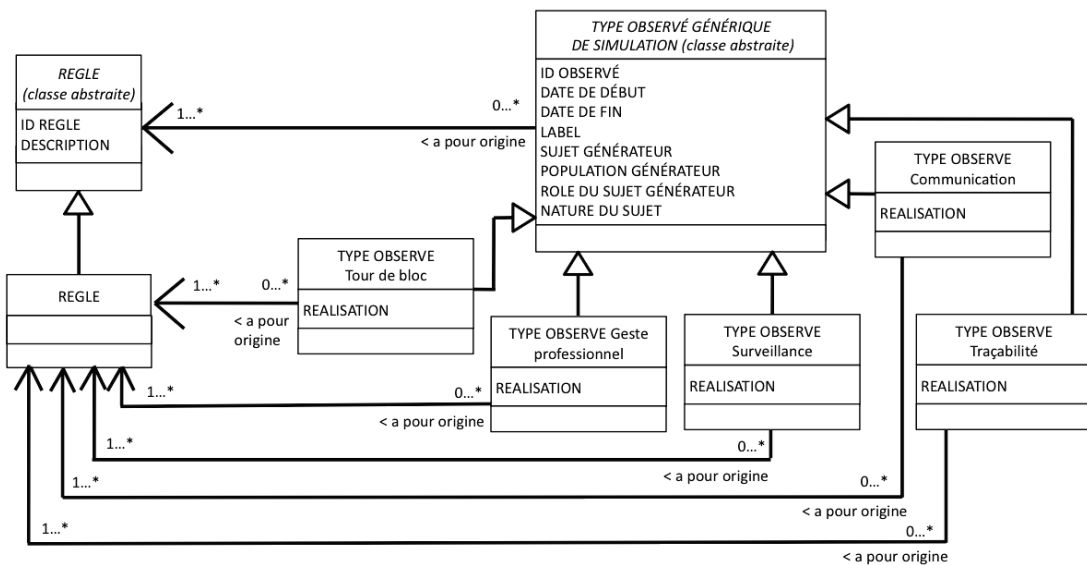 TYPE OBSERVÉ GÉNÉRIQUE
DE SIMULATION (classe abstraite)
ID OBSERVÉ
DATE DE DÉBUT
DATE DE FIN
LABEL
SUJET GÉNÉRATEUR
POPULATION GÉNÉRATEUR
ROLE DU SUJET GÉNÉRATEUR
NATURE DU SUJET
REGLE
(classe abstraite)
ID REGLE
DESCRIPTION
1...*
0...*
< a pour origine
TYPE OBSERVE
Communication
REALISATION
TYPE OBSERVE
Tour de bloc
REALISATION
REGLE
1...*
0...*
< a pour
origine
TYPE OBSERVE Geste
professionnel
REALISATION
TYPE OBSERVE
Surveillance
REALISATION
TYPE OBSERVE
Traçabilité
REALISATION
1...*
0...*
< a pour origine
1...*
0...*
< a pour origine
1...*
0...*
< a pour origine
1...*
0...*
< a pour origine